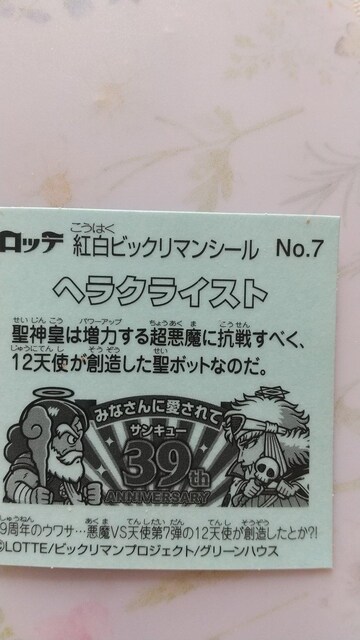 こうはく
ロッテ 紅白ビックリマンシール No.7
ヘラクライスト
せいじんこう パワーアップ ちょうあくま こうせん
聖神皇は増力する超悪魔に抗戦すべく、
じゅうにてんし そうぞう せい
12天使が創造した聖ボットなのだ。
みなさんに愛されて
サンキュー
39th
ANNIVERSARY
しゅうねん あくま てんしだい だん てんし そうぞう
9周年のウワサ…悪魔VS天使第7弾の12天使が創造したとか?!
©LOTTE/ビックリマンプロジェクト/グリーンハウス